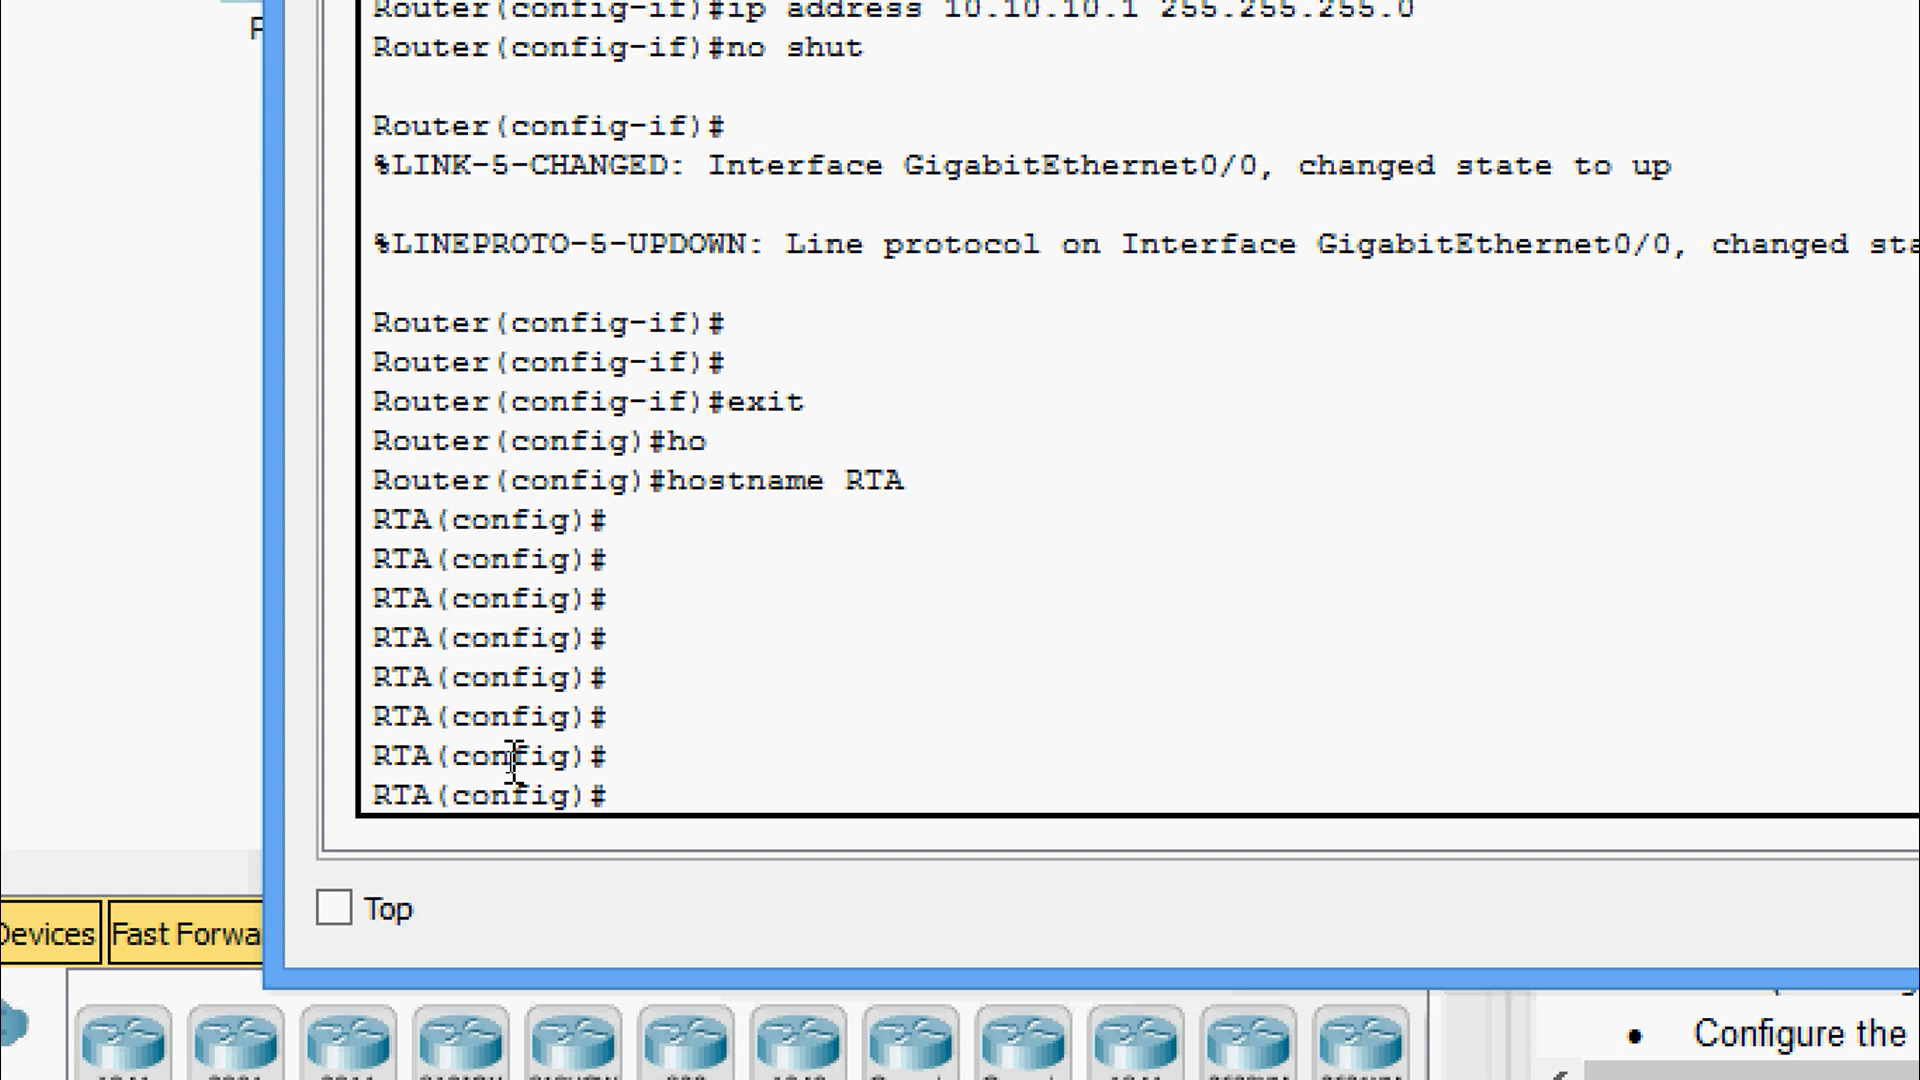 Router(config-if)#ip address 10.10.10.1 255.255.255.0
Router(config-if)#no shut
Router(config-if)#
%LINK-5-CHANGED: Interface GigabitEthernet0/0, changed state to up
%LINEPROTO-5-UPDOWN: Line protocol on Interface GigabitEthernet0/0, changed sta
Router(config-if)#
Router(config-if)#
Router(config-if)#exit
Router(config)#ho
Router(config)#hostname RTA
RTA(config)#
RTA(config)#
RTA(config)#
RTA(config)#
RTA(config)#
RTA(config)#
RTA(config)#
RTA(config)#
Top
Devices
Fast Forwa
Configure the